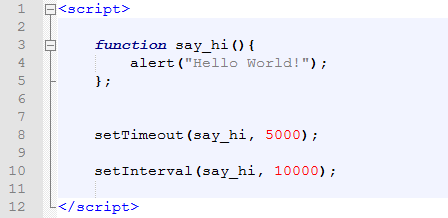 1 <script>
2
3 function say_hi(){
4 alert("Hello World!");
5 };
6
7
8 setTimeout(say_hi, 5000);
9
10 setInterval(say_hi, 10000);
11
12 </script>